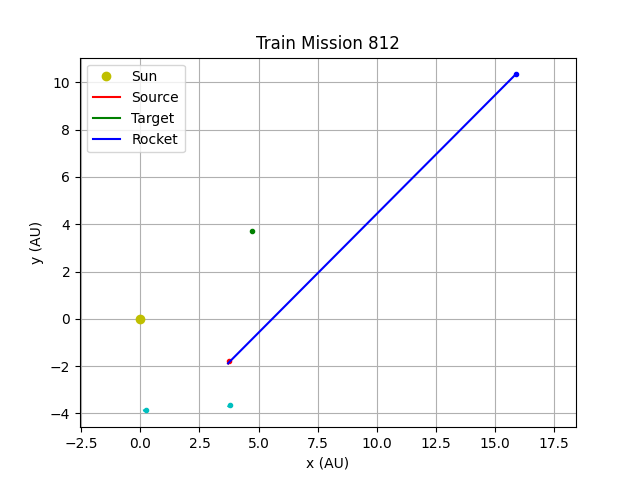 Train Mission 812
Sun
Source
Target
Rocket
10
8
6
4
2
0
−2
−4
y (AU)
−2.5 0.0 2.5 5.0 7.5 10.0 12.5 15.0 17.5
x (AU)